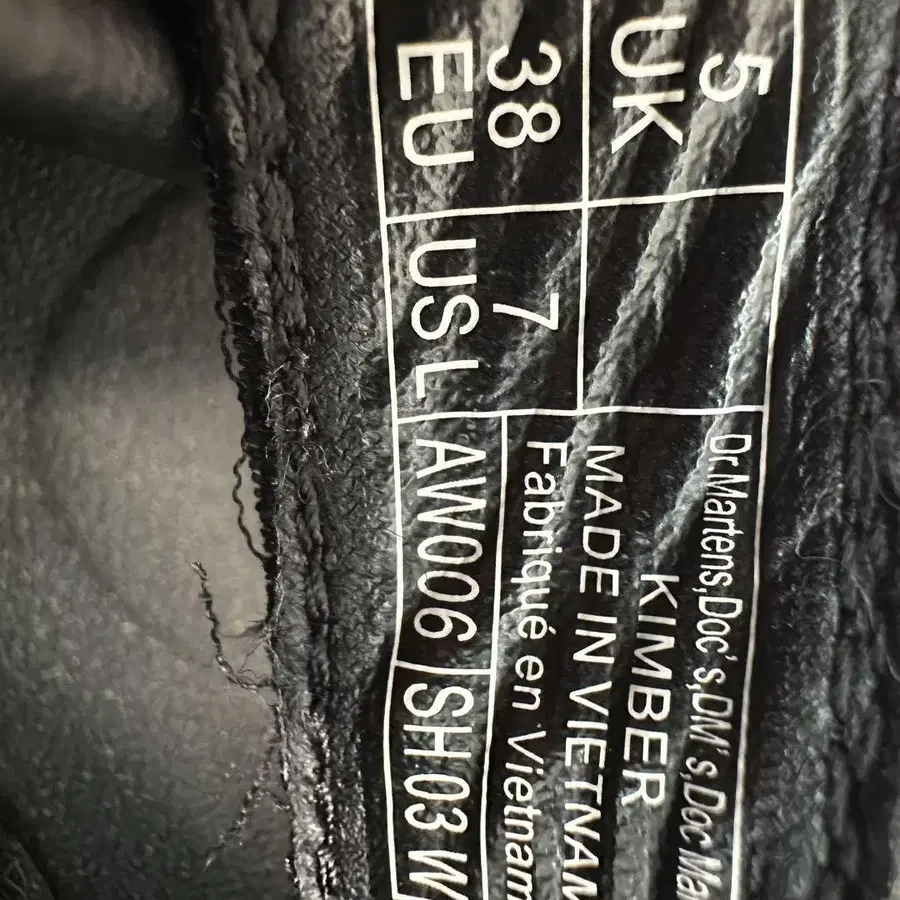 UK 5
EU 38
US L 7
Dr.Martens,Doc's,DM's,Doc Ma
KIMBER
MADE IN VIETNAM
Fabriqué en Vietnam
AW006 SH03 W